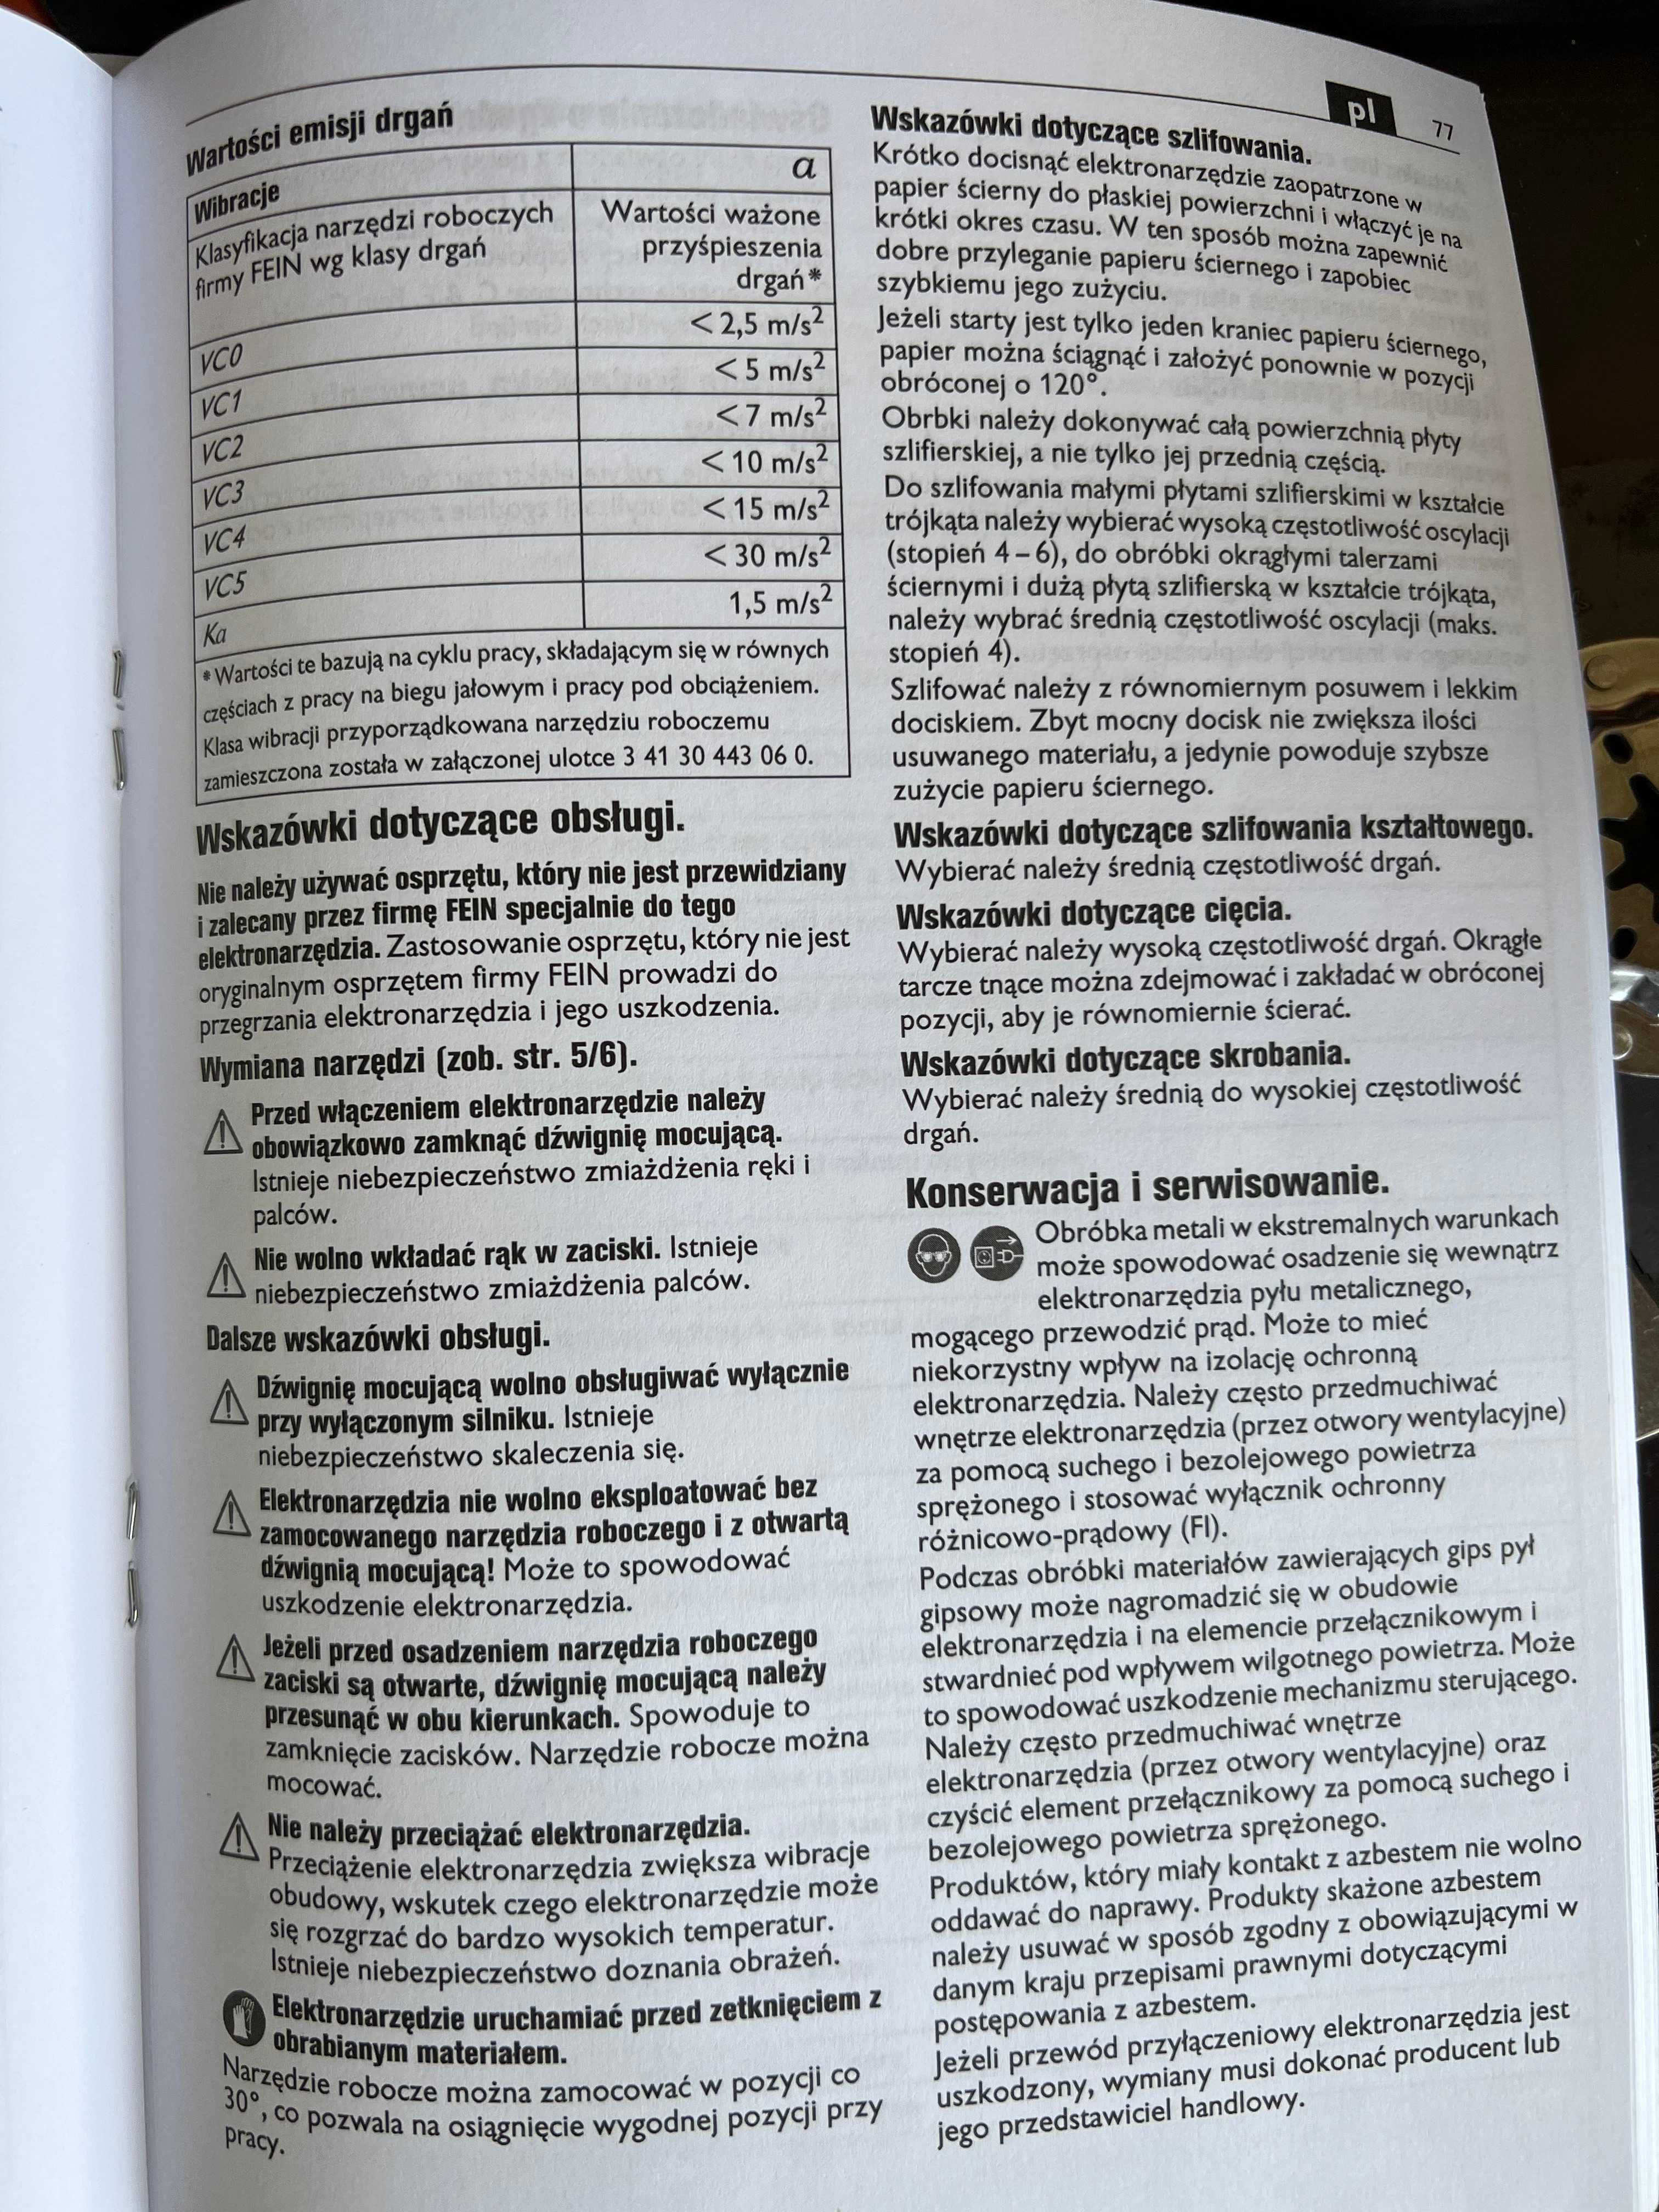 pl
77
Wartości emisji drgań
Wibracje
a
Klasyfikacja narzędzi roboczych
firmy FEIN wg klasy drgań
Wartości ważone
przyśpieszenia
drgań*
VC0
< 2,5 m/s²
VC1
< 5 m/s²
VC2
< 7 m/s²
VC3
< 10 m/s²
VC4
< 15 m/s²
VC5
< 30 m/s²
Ka
1,5 m/s²
* Wartości te bazują na cyklu pracy, składającym się w równych
częściach z pracy na biegu jałowym i pracy pod obciążeniem.
Klasa wibracji przyporządkowana narzędziu roboczemu
zamieszczona została w załączonej ulotce 3 41 30 443 06 0.
Wskazówki dotyczące obsługi.
Nie należy używać osprzętu, który nie jest przewidziany
i zalecany przez firmę FEIN specjalnie do tego
elektronarzędzia. Zastosowanie osprzętu, który nie jest
oryginalnym osprzętem firmy FEIN prowadzi do
przegrzania elektronarzędzia i jego uszkodzenia.
Wymiana narzędzi (zob. str. 5/6).
Przed włączeniem elektronarzędzie należy
obowiązkowo zamknąć dźwignię mocującą.
Istnieje niebezpieczeństwo zmiażdżenia ręki i
palców.
Nie wolno wkładać rąk w zaciski. Istnieje
niebezpieczeństwo zmiażdżenia palców.
Dalsze wskazówki obsługi.
Dźwignię mocującą wolno obsługiwać wyłącznie
przy wyłączonym silniku. Istnieje
niebezpieczeństwo skaleczenia się.
Elektronarzędzia nie wolno eksploatować bez
zamocowanego narzędzia roboczego i z otwartą
dźwignią mocującą! Może to spowodować
uszkodzenie elektronarzędzia.
Jeżeli przed osadzeniem narzędzia roboczego
zaciski są otwarte, dźwignię mocującą należy
przesunąć w obu kierunkach. Spowoduje to
zamknięcie zacisków. Narzędzie robocze można
mocować.
Nie należy przeciążać elektronarzędzia.
Przeciążenie elektronarzędzia zwiększa wibracje
obudowy, wskutek czego elektronarzędzie może
się rozgrzać do bardzo wysokich temperatur.
Istnieje niebezpieczeństwo doznania obrażeń.
Elektronarzędzie uruchamiać przed zetknięciem z
obrabianym materiałem.
Narzędzie robocze można zamocować w pozycji co
30°, co pozwala na osiągnięcie wygodnej pozycji przy
pracy.
Wskazówki dotyczące szlifowania.
Krótko docisnąć elektronarzędzie zaopatrzone w
papier ścierny do płaskiej powierzchni i włączyć je na
krótki okres czasu. W ten sposób można zapewnić
dobre przyleganie papieru ściernego i zapobiec
szybkiemu jego zużyciu.
Jeżeli starty jest tylko jeden kraniec papieru ściernego,
papier można ściągnąć i założyć ponownie w pozycji
obróconej o 120°.
Obrbki należy dokonywać całą powierzchnią płyty
szlifierskiej, a nie tylko jej przednią częścią.
Do szlifowania małymi płytami szlifierskimi w kształcie
trójkąta należy wybierać wysoką częstotliwość oscylacji
(stopień 4 – 6), do obróbki okrągłymi talerzami
ściernymi i dużą płytą szlifierską w kształcie trójkąta,
należy wybrać średnią częstotliwość oscylacji (maks.
stopień 4).
Szlifować należy z równomiernym posuwem i lekkim
dociskiem. Zbyt mocny docisk nie zwiększa ilości
usuwanego materiału, a jedynie powoduje szybsze
zużycie papieru ściernego.
Wskazówki dotyczące szlifowania kształtowego.
Wybierać należy średnią częstotliwość drgań.
Wskazówki dotyczące cięcia.
Wybierać należy wysoką częstotliwość drgań. Okrągłe
tarcze tnące można zdejmować i zakładać w obróconej
pozycji, aby je równomiernie ścierać.
Wskazówki dotyczące skrobania.
Wybierać należy średnią do wysokiej częstotliwość
drgań.
Konserwacja i serwisowanie.
Obróbka metali w ekstremalnych warunkach
może spowodować osadzenie się wewnątrz
elektronarzędzia pyłu metalicznego,
mogącego przewodzić prąd. Może to mieć
niekorzystny wpływ na izolację ochronną
elektronarzędzia. Należy często przedmuchiwać
wnętrze elektronarzędzia (przez otwory wentylacyjne)
za pomocą suchego i bezolejowego powietrza
sprężonego i stosować wyłącznik ochronny
różnicowo-prądowy (FI).
Podczas obróbki materiałów zawierających gips pył
gipsowy może nagromadzić się w obudowie
elektronarzędzia i na elemencie przełącznikowym i
stwardnieć pod wpływem wilgotnego powietrza. Może
to spowodować uszkodzenie mechanizmu sterującego.
Należy często przedmuchiwać wnętrze
elektronarzędzia (przez otwory wentylacyjne) oraz
czyścić element przełącznikowy za pomocą suchego i
bezolejowego powietrza sprężonego.
Produktów, który miały kontakt z azbestem nie wolno
oddawać do naprawy. Produkty skażone azbestem
należy usuwać w sposób zgodny z obowiązującymi w
danym kraju przepisami prawnymi dotyczącymi
postępowania z azbestem.
Jeżeli przewód przyłączeniowy elektronarzędzia jest
uszkodzony, wymiany musi dokonać producent lub
jego przedstawiciel handlowy.